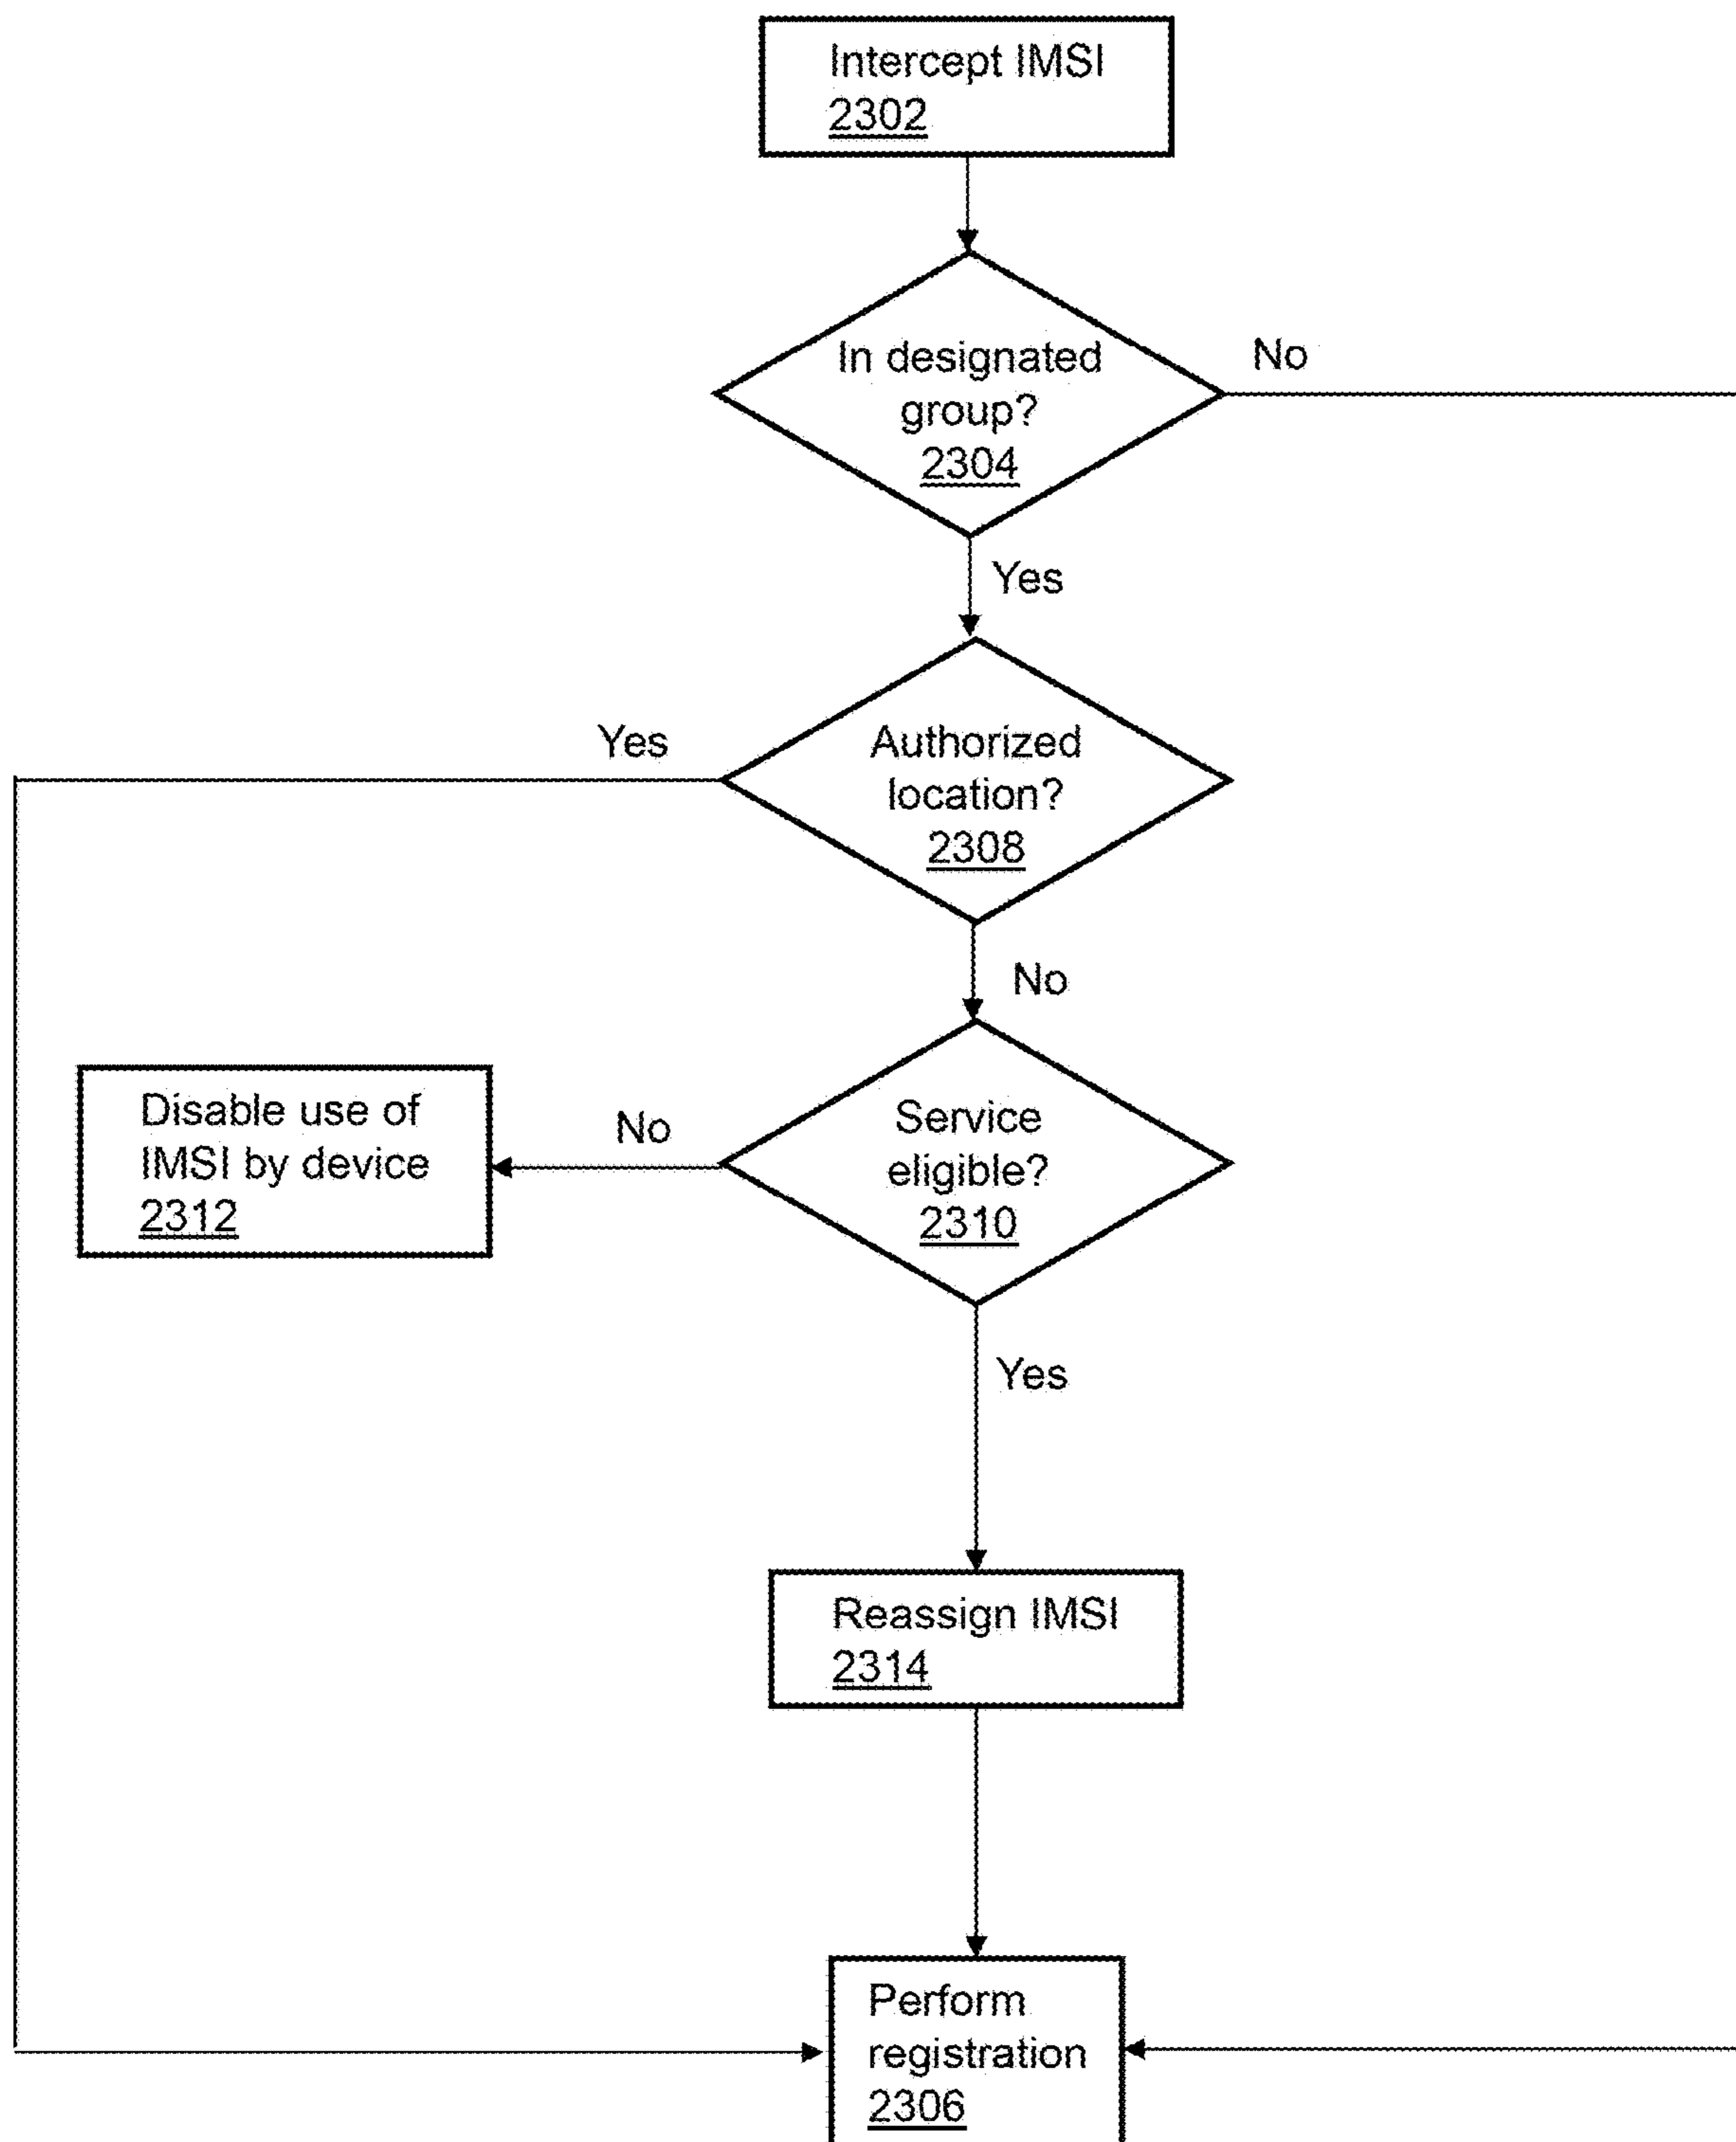 Intercept IMSI
2302
In designated
group?
2304
No
Yes
Authorized
location?
2308
Yes
No
Service
eligible?
2310
No
Disable use of
IMSI by device
2312
Yes
Reassign IMSI
2314
Perform
registration
2306